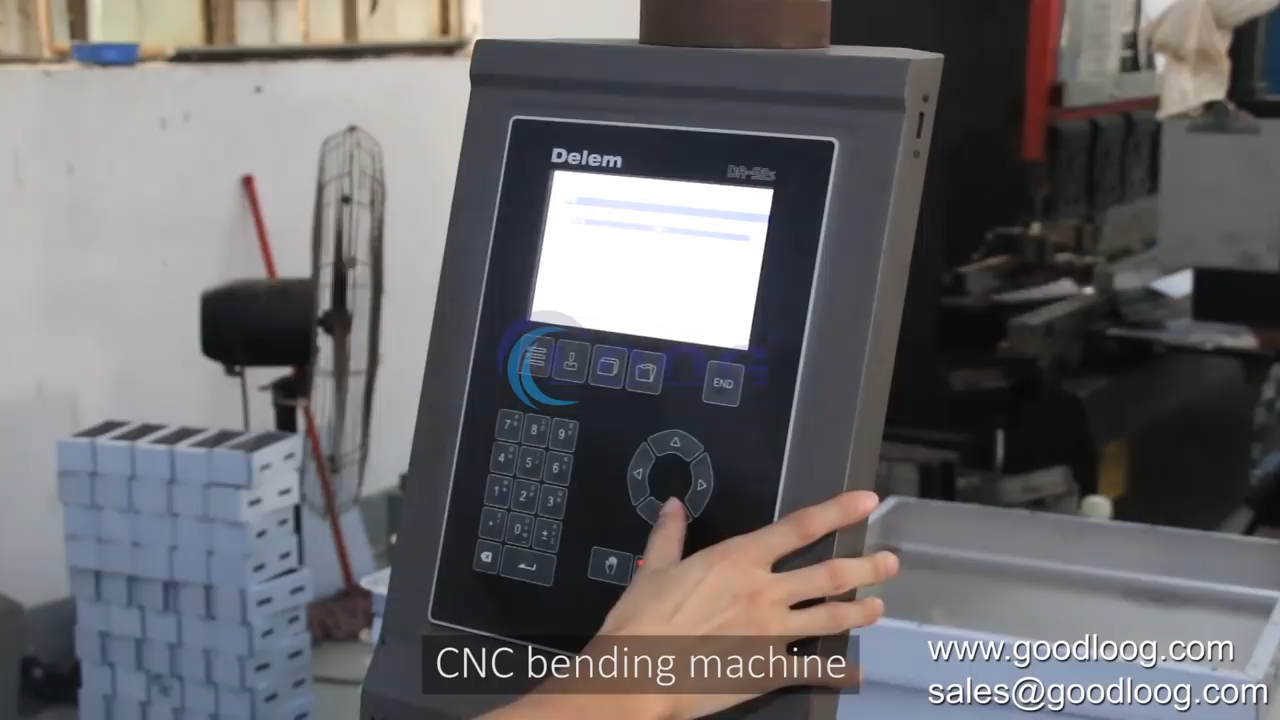 Delem
DA-52s
END
7 8 9
4 5 6
1 2 3
0 ±
CNC bending machine
www.goodloog.com
sales@goodloog.com